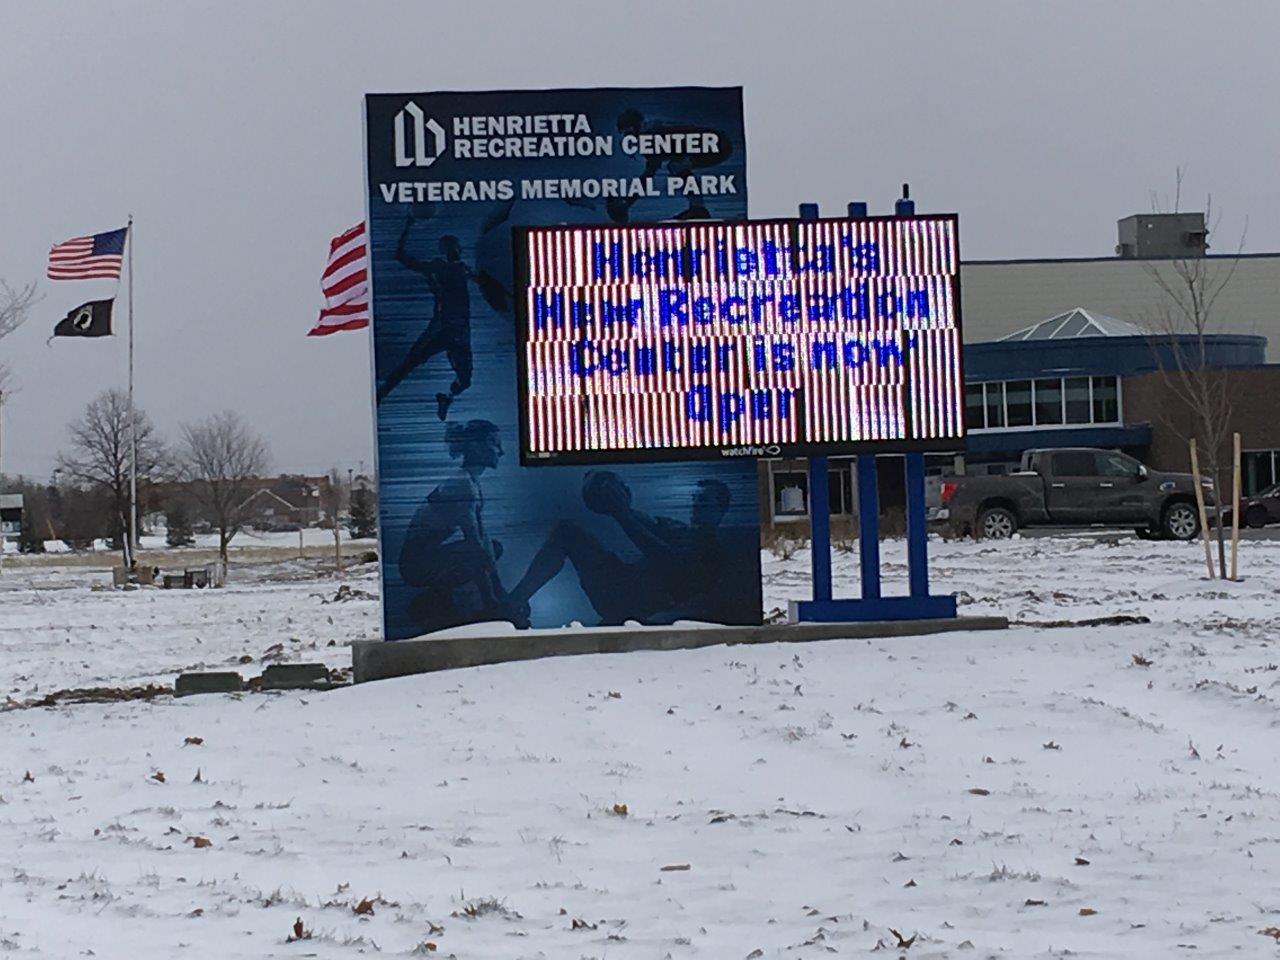 HENRIETTA
RECREATION CENTER
VETERANS MEMORIAL PARK
Henrietta's
New Recreation
Center is now
Open
watchfire